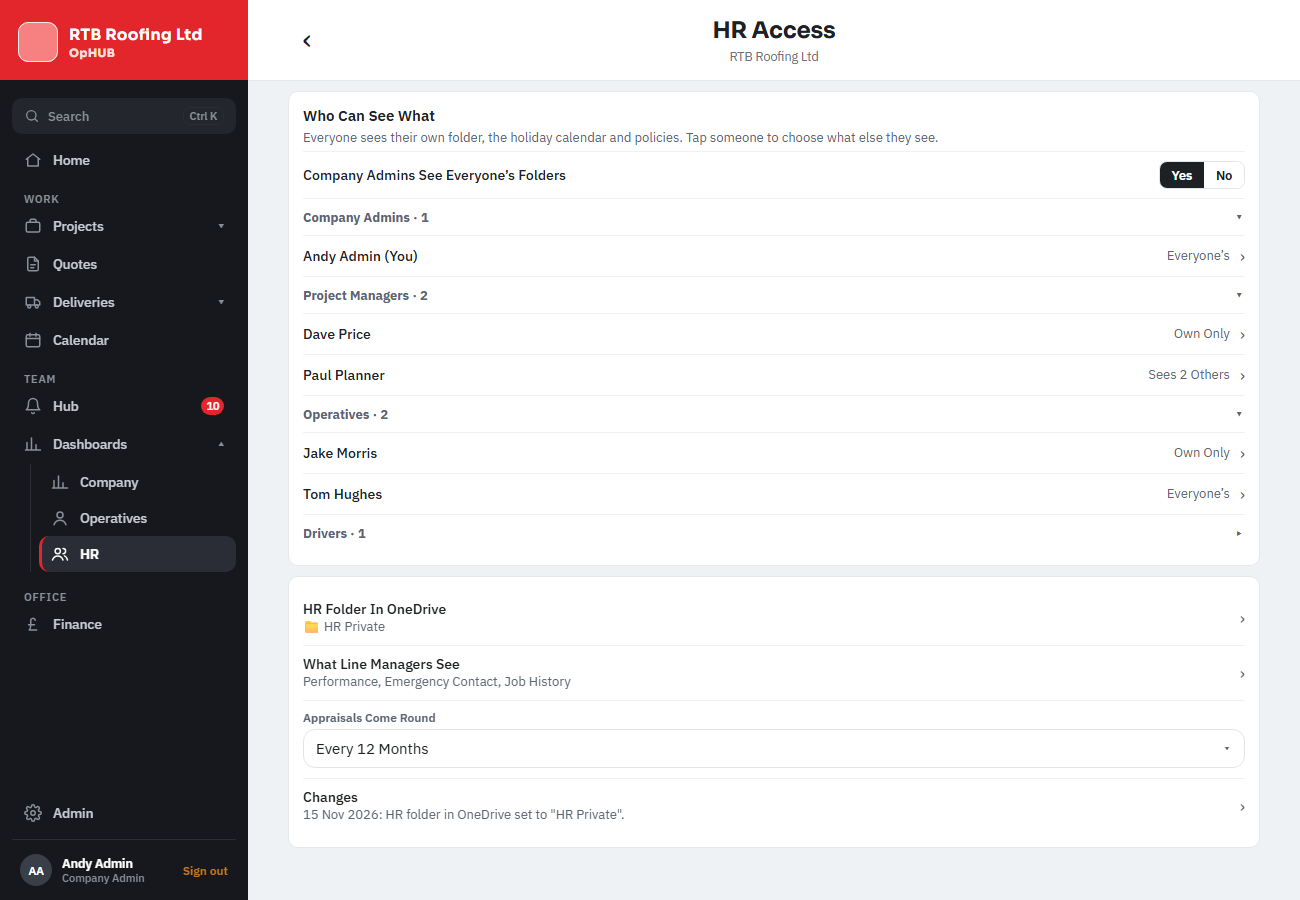 RTB Roofing Ltd
OpHUB
Search Ctrl K
Home
WORK
Projects
Quotes
Deliveries
Calendar
TEAM
Hub 10
Dashboards
Company
Operatives
HR
OFFICE
£ Finance
Admin
AA
Andy Admin
Company Admin
Sign out
HR Access
RTB Roofing Ltd
Who Can See What
Everyone sees their own folder, the holiday calendar and policies. Tap someone to choose what else they see.
Company Admins See Everyone’s Folders Yes No
Company Admins · 1
Andy Admin (You) Everyone’s
Project Managers · 2
Dave Price Own Only
Paul Planner Sees 2 Others
Operatives · 2
Jake Morris Own Only
Tom Hughes Everyone’s
Drivers · 1
HR Folder In OneDrive
HR Private
What Line Managers See
Performance, Emergency Contact, Job History
Appraisals Come Round
Every 12 Months
Changes
15 Nov 2026: HR folder in OneDrive set to "HR Private".